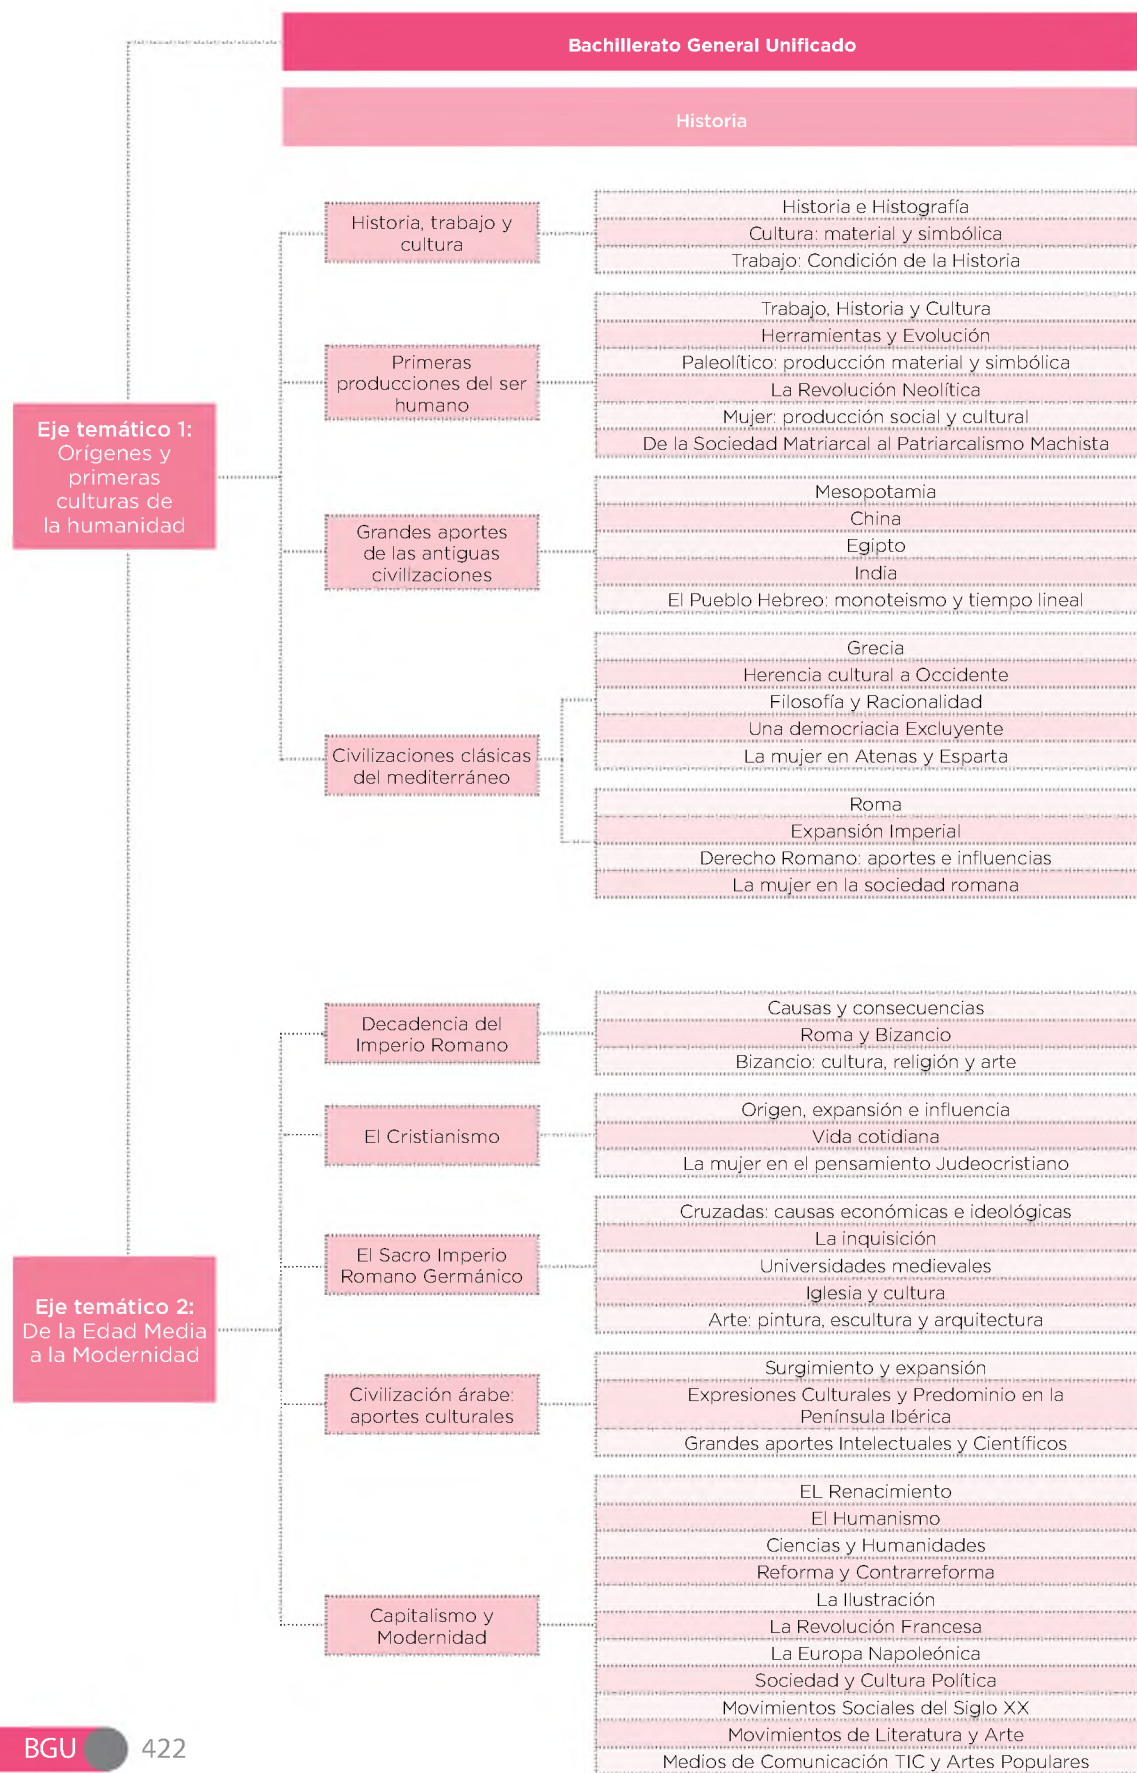 Bachillerato General Unificado
Historia
Eje temático 1:
Orígenes y
primeras
culturas de
la humanidad
Historia, trabajo y
cultura
Historia e Histografía
Cultura: material y simbólica
Trabajo: Condición de la Historia
Primeras
producciones del ser
humano
Trabajo, Historia y Cultura
Herramientas y Evolución
Paleolítico: producción material y simbólica
La Revolución Neolítica
Mujer: producción social y cultural
De la Sociedad Matriarcal al Patriarcalismo Machista
Grandes aportes
de las antiguas
civilizaciones
Mesopotamia
China
Egipto
India
El Pueblo Hebreo: monoteismo y tiempo lineal
Civilizaciones clásicas
del mediterráneo
Grecia
Herencia cultural a Occidente
Filosofía y Racionalidad
Una democriacia Excluyente
La mujer en Atenas y Esparta
Roma
Expansión Imperial
Derecho Romano: aportes e influencias
La mujer en la sociedad romana
Eje temático 2:
De la Edad Media
a la Modernidad
Decadencia del
Imperio Romano
Causas y consecuencias
Roma y Bizancio
Bizancio: cultura, religión y arte
El Cristianismo
Origen, expansión e influencia
Vida cotidiana
La mujer en el pensamiento Judeocristiano
El Sacro Imperio
Romano Germánico
Cruzadas: causas económicas e ideológicas
La inquisición
Universidades medievales
Iglesia y cultura
Arte: pintura, escultura y arquitectura
Civilización árabe:
aportes culturales
Surgimiento y expansión
Expresiones Culturales y Predominio en la
Península Ibérica
Grandes aportes Intelectuales y Científicos
Capitalismo y
Modernidad
EL Renacimiento
El Humanismo
Ciencias y Humanidades
Reforma y Contrarreforma
La Ilustración
La Revolución Francesa
La Europa Napoleónica
Sociedad y Cultura Política
Movimientos Sociales del Siglo XX
Movimientos de Literatura y Arte
Medios de Comunicación TIC y Artes Populares
BGU 422